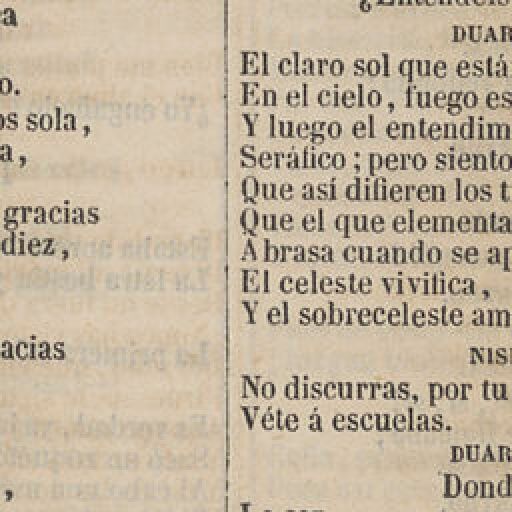 a
o.
os sola,
a,
gracias
diez,
acias
,
¿Entendeis
DUAR
El claro sol que está
En el cielo, fuego es
Y luego el entendim
Seráfico; pero siento
Que así difieren los t
Que el que elementa
Abrasa cuando se ap
El celeste vivifica,
Y el sobreceleste am
NIS
No discurras, por tu
Véte á escuelas.
DUAR
Dond